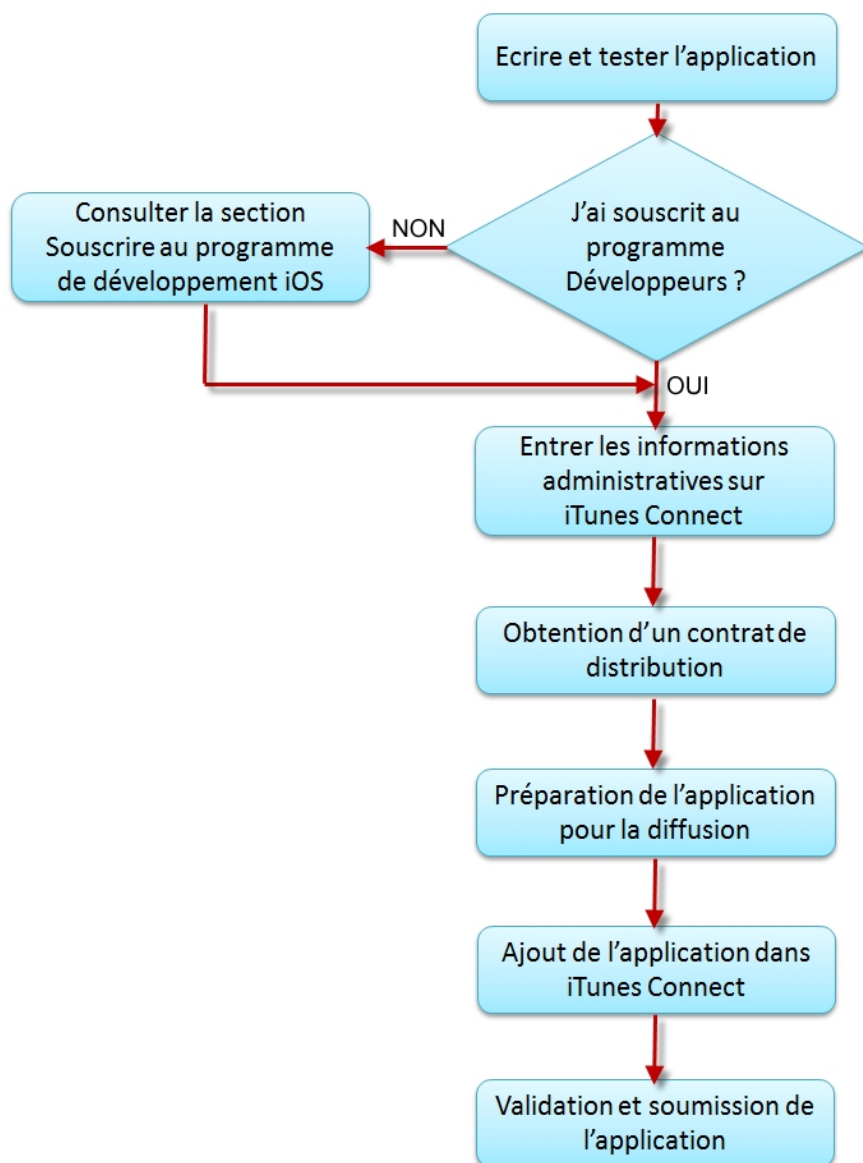 Ecrire et tester l’application
J’ai souscrit au
programme
Développeurs ?
NON
Consulter la section
Souscrire au programme
de développement iOS
OUI
Entrer les informations
administratives sur
iTunes Connect
Obtention d’un contrat de
distribution
Préparation de l’application
pour la diffusion
Ajout de l’application dans
iTunes Connect
Validation et soumission de
l’application